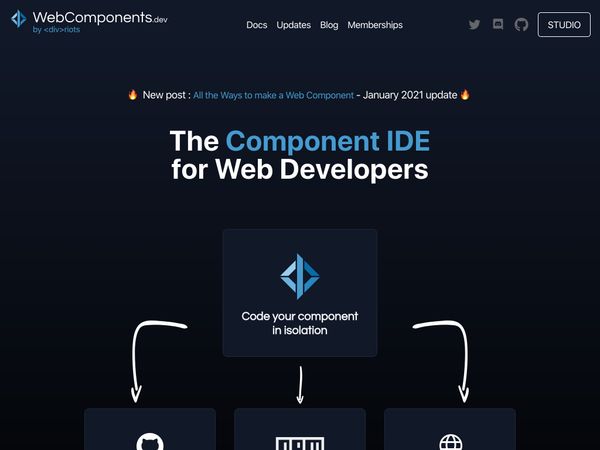 WebComponents.dev
by <div>riots
Docs Updates Blog Memberships
STUDIO
🔥 New post : All the Ways to make a Web Component - January 2021 update 🔥
The Component IDE
for Web Developers
Code your component
in isolation
npm